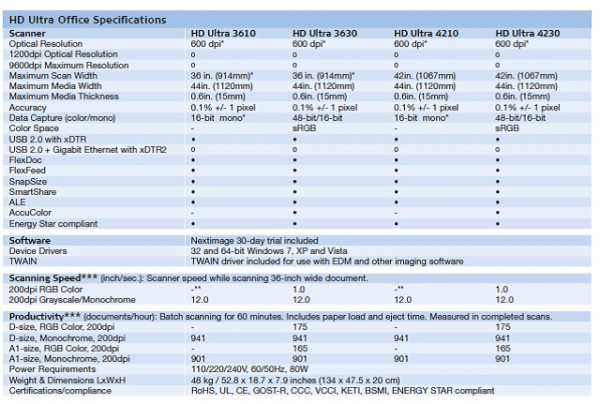 HD Ultra Office Specifications
Scanner HD Ultra 3610 HD Ultra 3630 HD Ultra 4210 HD Ultra 4230
Optical Resolution 600 dpi* 600 dpi* 600 dpi* 600 dpi*
1200dpi Optical Resolution o o o o
9600dpi Maximum Resolution o o o o
Maximum Scan Width 36 in. (914mm)* 36 in. (914mm)* 42in. (1067mm) 42in. (1067mm)
Maximum Media Width 44in. (1120mm) 44in. (1120mm) 44in. (1120mm) 44in. (1120mm)
Maximum Media Thickness 0.6in. (15mm) 0.6in. (15mm) 0.6in. (15mm) 0.6in. (15mm)
Accuracy 0.1% +/- 1 pixel 0.1% +/- 1 pixel 0.1% +/- 1 pixel 0.1% +/- 1 pixel
Data Capture (color/mono) 16-bit mono* 48-bit/16-bit 16-bit mono* 48-bit/16-bit
Color Space - sRGB - sRGB
USB 2.0 with xDTR • • • •
USB 2.0 + Gigabit Ethernet with xDTR2 o o o o
FlexDoc • • • •
FlexFeed • • • •
SnapSize • • • •
SmartShare • • • •
ALE • • • •
AccuColor - • - •
Energy Star compliant • • • •
Software Nextimage 30-day trial included
Device Drivers 32 and 64-bit Windows 7, XP and Vista
TWAIN TWAIN driver included for use with EDM and other imaging software
Scanning Speed*** (inch/sec.): Scanner speed while scanning 36-inch wide document.
200dpi RGB Color -** 1.0 -** 1.0
200dpi Grayscale/Monochrome 12.0 12.0 12.0 12.0
Productivity*** (documents/hour): Batch scanning for 60 minutes. Includes paper load and eject time. Measured in completed scans.
D-size, RGB Color, 200dpi - 175 - 175
D-size, Monochrome, 200dpi 941 941 941 941
A1-size, RGB Color, 200dpi - 165 - 165
A1-size, Monochrome, 200dpi 901 901 901 901
Power Requirements 110/220/240V, 60/50Hz, 80W
Weight & Dimensions LxWxH 48 kg / 52.8 x 18.7 x 7.9 inches (134 x 47.5 x 20 cm)
Certifications/compliance RoHS, UL, CE, GOST-R, CCC, VCCI, KETI, BSMI, ENERGY STAR compliant